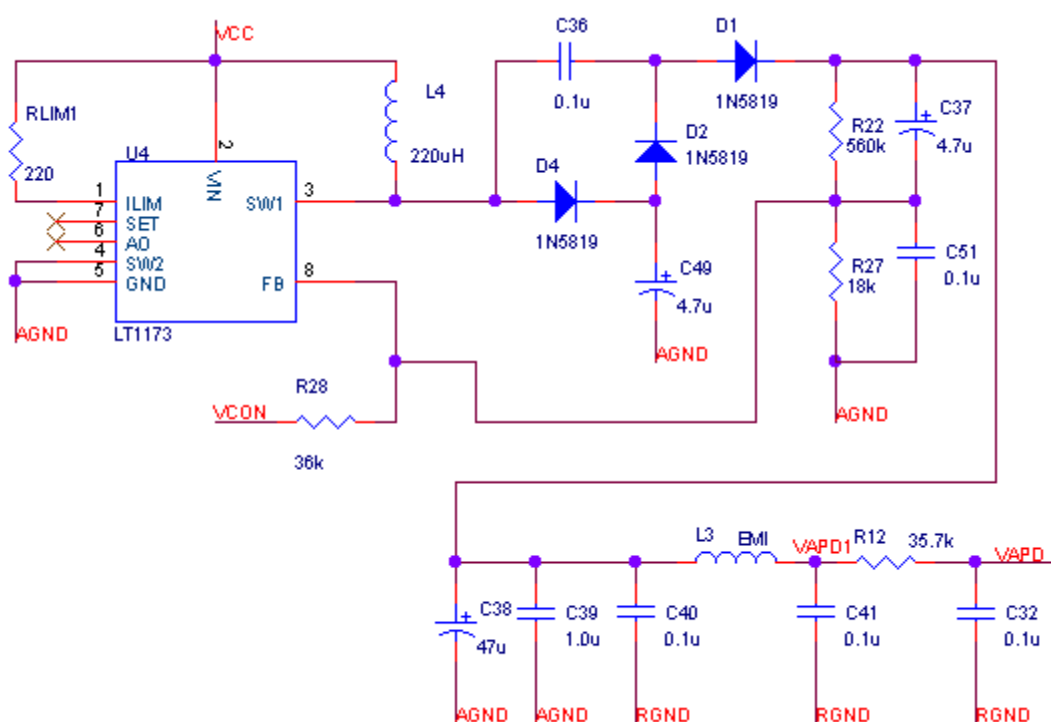 VCC
C36
D1
0.1u
1N5819
RLIM1
220
L4
220uH
R22
560k
C37
4.7u
D2
1N5819
U4
2
VIN
1
ILIM
7
SET
6
AO
4
SW2
5
GND
SW1
3
FB
8
LT1173
AGND
D4
1N5819
C49
4.7u
AGND
R27
18k
C51
0.1u
AGND
R28
VCON
36k
L3
EMI
VAPD1
R12
35.7k
VAPD
C38
47u
C39
1.0u
C40
0.1u
C41
0.1u
C32
0.1u
AGND
AGND
RGND
RGND
RGND